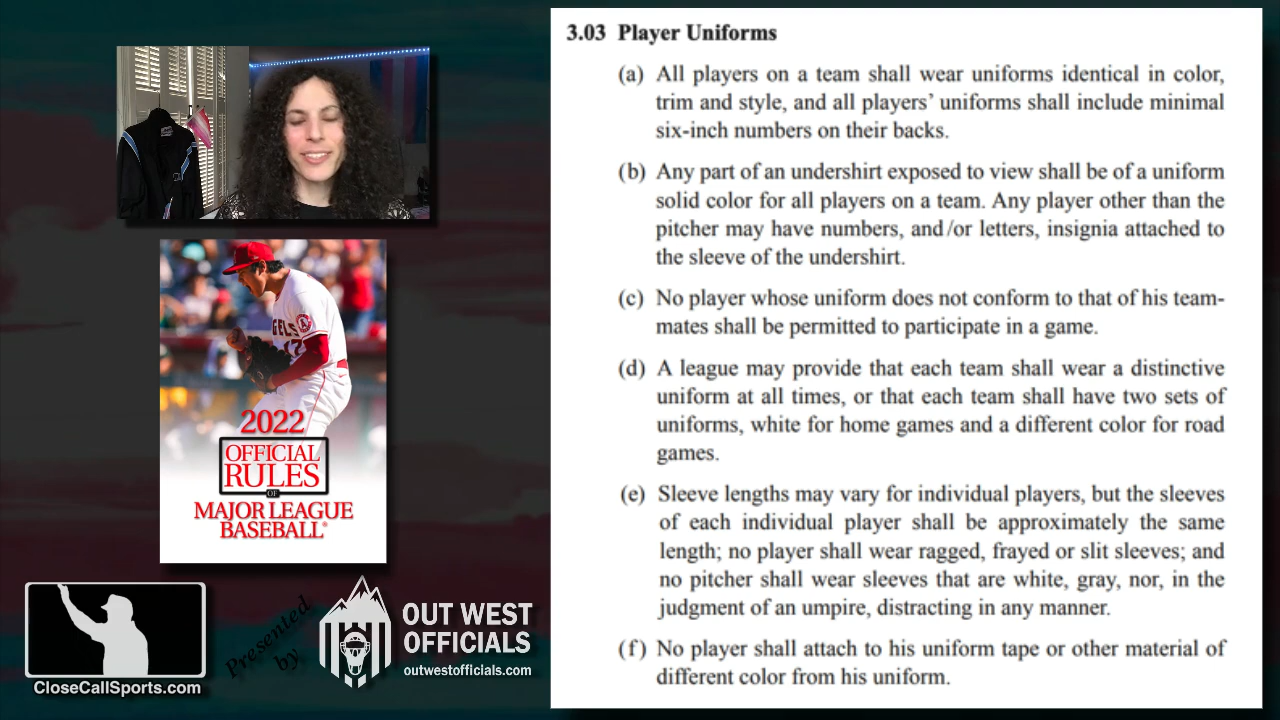 3.03 Player Uniforms
(a) All players on a team shall wear uniforms identical in color,
trim and style, and all players’ uniforms shall include minimal
six-inch numbers on their backs.
(b) Any part of an undershirt exposed to view shall be of a uniform
solid color for all players on a team. Any player other than the
pitcher may have numbers, and/or letters, insignia attached to
the sleeve of the undershirt.
(c) No player whose uniform does not conform to that of his team-
mates shall be permitted to participate in a game.
(d) A league may provide that each team shall wear a distinctive
uniform at all times, or that each team shall have two sets of
uniforms, white for home games and a different color for road
games.
(e) Sleeve lengths may vary for individual players, but the sleeves
of each individual player shall be approximately the same
length; no player shall wear ragged, frayed or slit sleeves; and
no pitcher shall wear sleeves that are white, gray, nor, in the
judgment of an umpire, distracting in any manner.
(f) No player shall attach to his uniform tape or other material of
different color from his uniform.
GELS
17
2022
OFFICIAL
RULES
OF
MAJOR LEAGUE
BASEBALL®
CloseCallSports.com
Presented
by
OUT WEST
OFFICIALS
outwestofficials.com